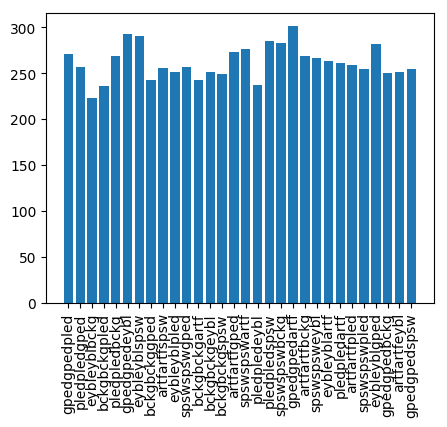 300
250
200
150
100
50
0
gpedgpedpled
pledpledgped
eybleyblbckg
bckgbckgpled
pledpledbckg
gpedgpedeybl
eybleyblspsw
bckgbckggped
artfartfspsw
eybleyblpled
spswspswgped
bckgbckgartf
bckgbckgeybl
bckgbckgspsw
artfartfgped
spswspswartf
pledpledeybl
pledpledspsw
spswspswbckg
gpedgpedartf
artfartfbckg
spswspsweybl
eybleyblartf
pledpledartf
artfartfpled
spswspswpled
eybleyblgped
gpedgpedbckg
artfartfeybl
gpedgpedspsw